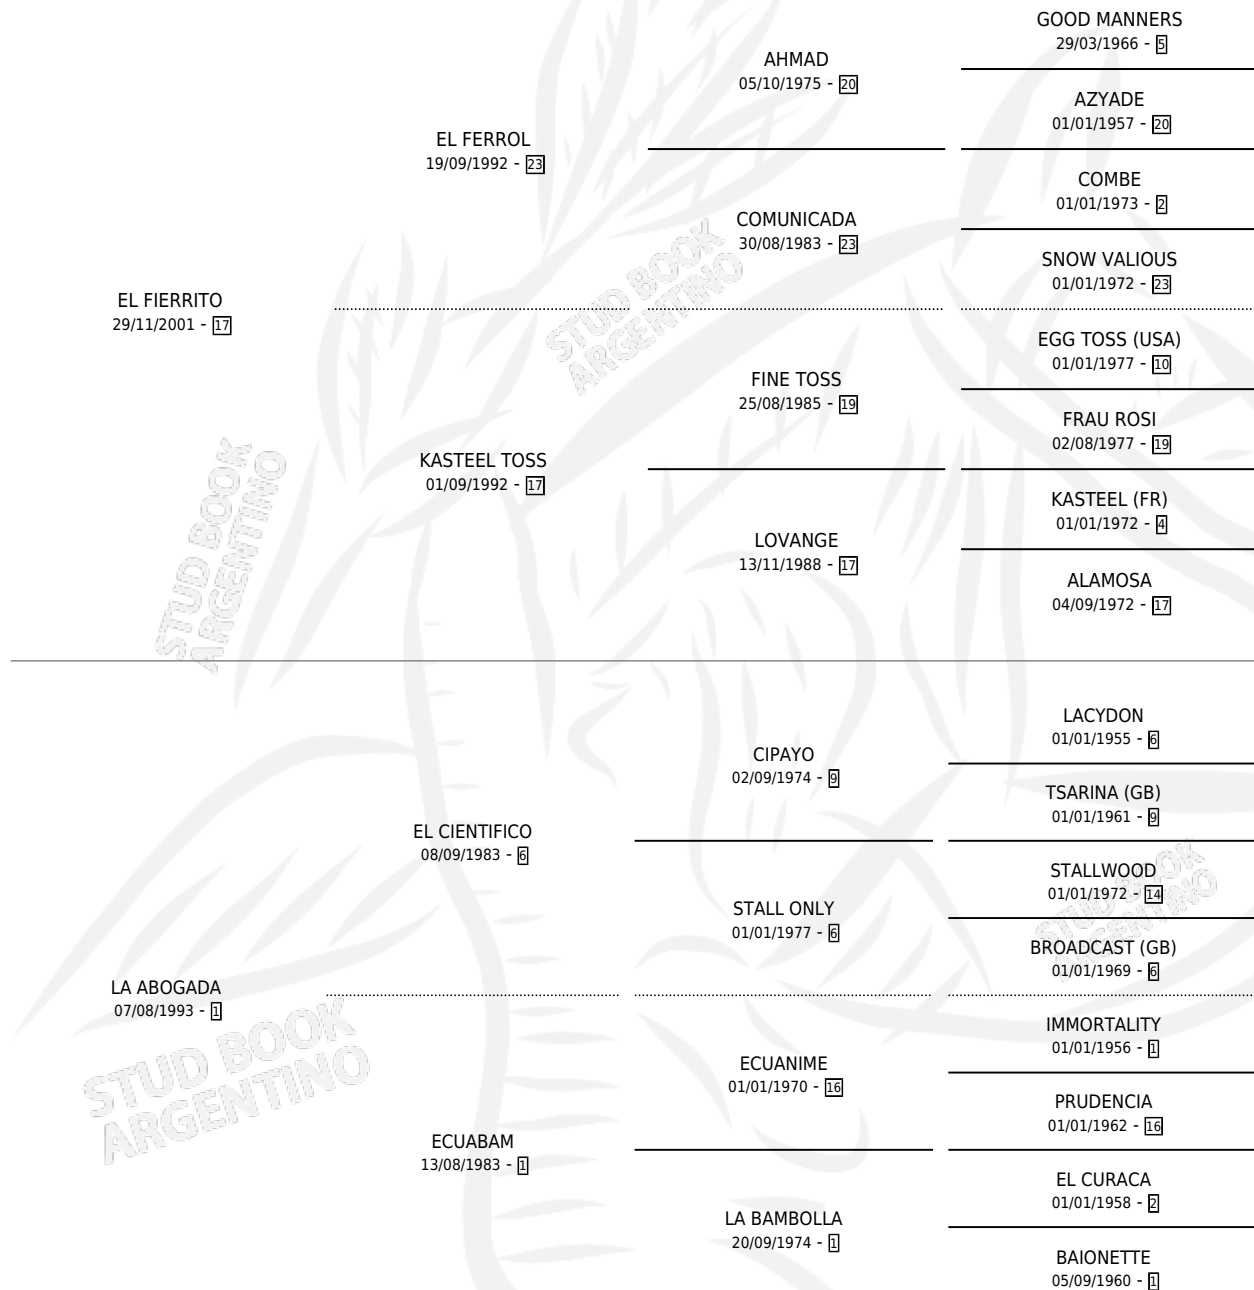 GOOD MANNERS
29/03/1966 - 5
AHMAD
05/10/1975 - 20
AZYADE
01/01/1957 - 20
EL FERROL
19/09/1992 - 23
COMBE
01/01/1973 - 2
COMUNICADA
30/08/1983 - 23
SNOW VALIOUS
01/01/1972 - 23
EL FIERRITO
29/11/2001 - 17
EGG TOSS (USA)
01/01/1977 - 10
FINE TOSS
25/08/1985 - 19
FRAU ROSI
02/08/1977 - 19
KASTEEL TOSS
01/09/1992 - 17
KASTEEL (FR)
01/01/1972 - 4
LOVANGE
13/11/1988 - 17
ALAMOSA
04/09/1972 - 17
LACYDON
01/01/1955 - 6
CIPAYO
02/09/1974 - 9
TSARINA (GB)
01/01/1961 - 9
EL CIENTIFICO
08/09/1983 - 6
STALLWOOD
01/01/1972 - 14
STALL ONLY
01/01/1977 - 6
BROADCAST (GB)
01/01/1969 - 6
LA ABOGADA
07/08/1993 - 1
IMMORTALITY
01/01/1956 - 1
ECUANIME
01/01/1970 - 16
PRUDENCIA
01/01/1962 - 16
ECUABAM
13/08/1983 - 1
EL CURACA
01/01/1958 - 2
LA BAMBOLLA
20/09/1974 - 1
BAIONETTE
05/09/1960 - 1
STUD BOOK
ARGENTINO
STUD BOOK
ARGENTINO
STUD BOOK
ARGENTINO
STUD BOOK
ARGENTINO